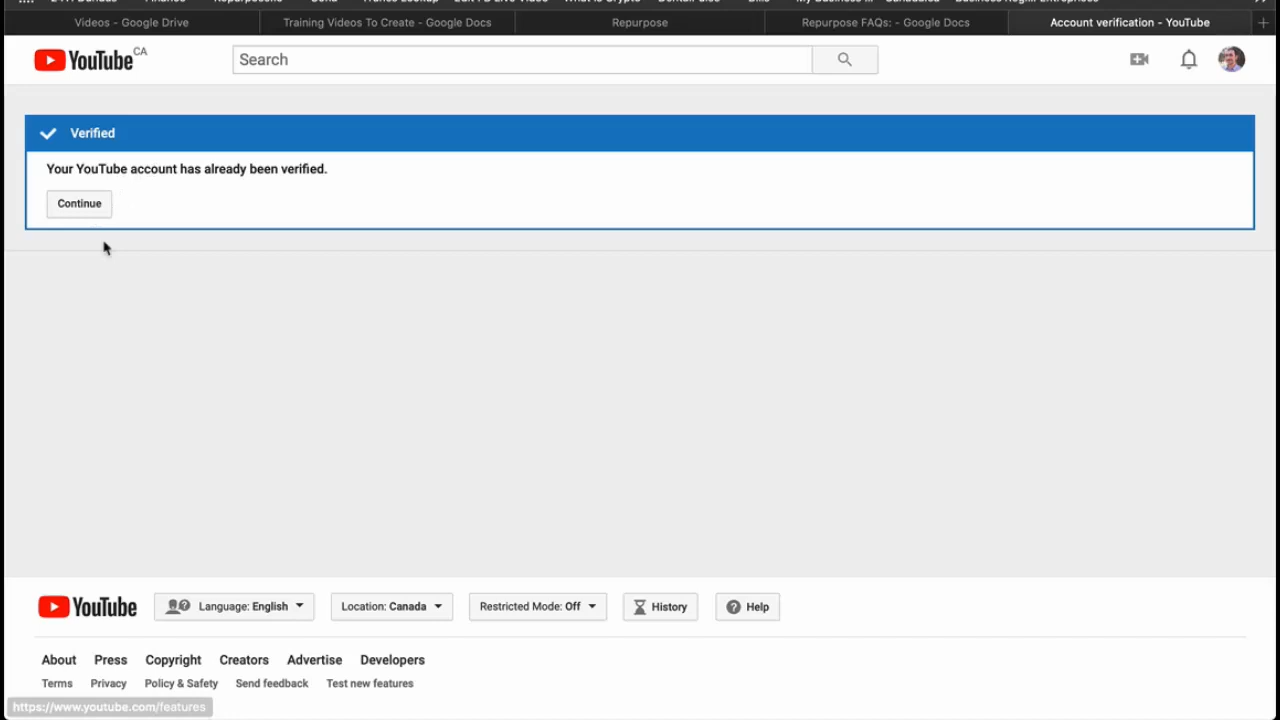 Videos - Google Drive
Training Videos To Create - Google Docs
Repurpose
Repurpose FAQs: - Google Docs
Account verification - YouTube
YouTube CA
Search
Verified
Your YouTube account has already been verified.
Continue
YouTube
Language: English
Location: Canada
Restricted Mode: Off
History
Help
About Press Copyright Creators Advertise Developers
Terms Privacy Policy & Safety Send feedback Test new features
https://www.youtube.com/features